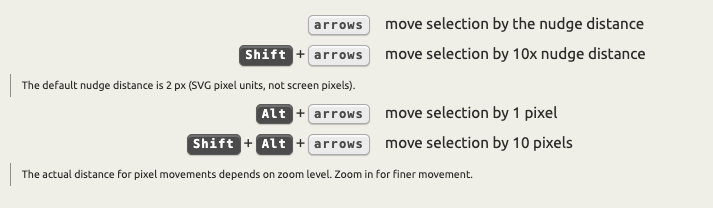 arrows move selection by the nudge distance
Shift + arrows move selection by 10x nudge distance
The default nudge distance is 2 px (SVG pixel units, not screen pixels).
Alt + arrows move selection by 1 pixel
Shift + Alt + arrows move selection by 10 pixels
The actual distance for pixel movements depends on zoom level. Zoom in for finer movement.